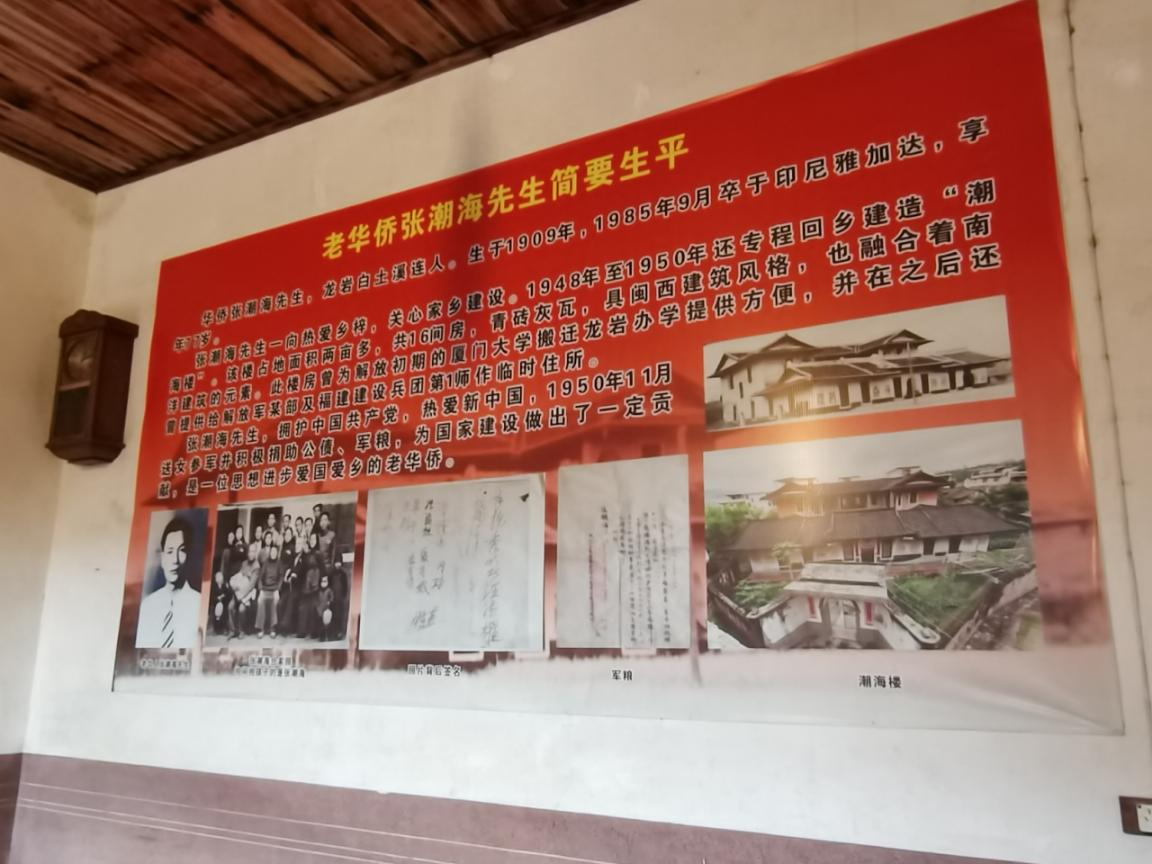 老华侨张潮海先生简要生平
华侨张潮海先生，龙岩白土溪连人。生于1909年，1985年9月卒于印尼雅加达，享
年77岁。
张潮海先生一向热爱乡梓，关心家乡建设。1948年至1950年还专程回乡建造“潮
海楼”。该楼占地面积两亩多，共16间房，青砖灰瓦，具闽西建筑风格，也融合着南
洋建筑的元素。此楼房曾为解放初期的厦门大学搬迁龙岩办学提供方便，并在之后还
曾提供给解放军某部及福建建设兵团第1师作临时住所。
张潮海先生，拥护中国共产党，热爱新中国，1950年11月
送女参军并积极捐助公债、军粮，为国家建设做出了一定贡
献，是一位思想进步爱国爱乡的老华侨。
照片背后签名
军粮
潮海楼